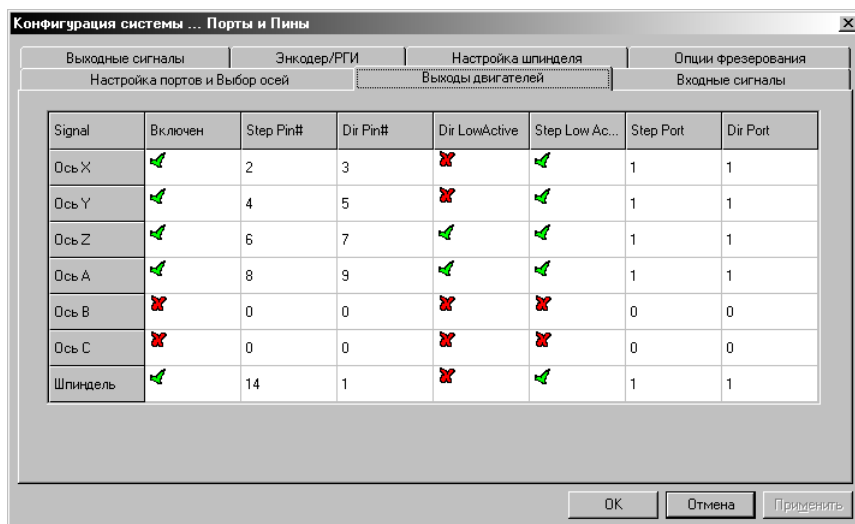 Конфигурация системы ... Порты и Пины
Выходные сигналы Энкодер/РГИ Настройка шпинделя Опции фрезерования
Настройка портов и Выбор осей Выходы двигателей Входные сигналы
Signal Включен Step Pin# Dir Pin# Dir LowActive Step Low Ac... Step Port Dir Port
Ось X 2 3 1 1
Ось Y 4 5 1 1
Ось Z 6 7 1 1
Ось A 8 9 1 1
Ось B 0 0 0 0
Ось C 0 0 0 0
Шпиндель 14 1 1 1
OK Отмена Применить